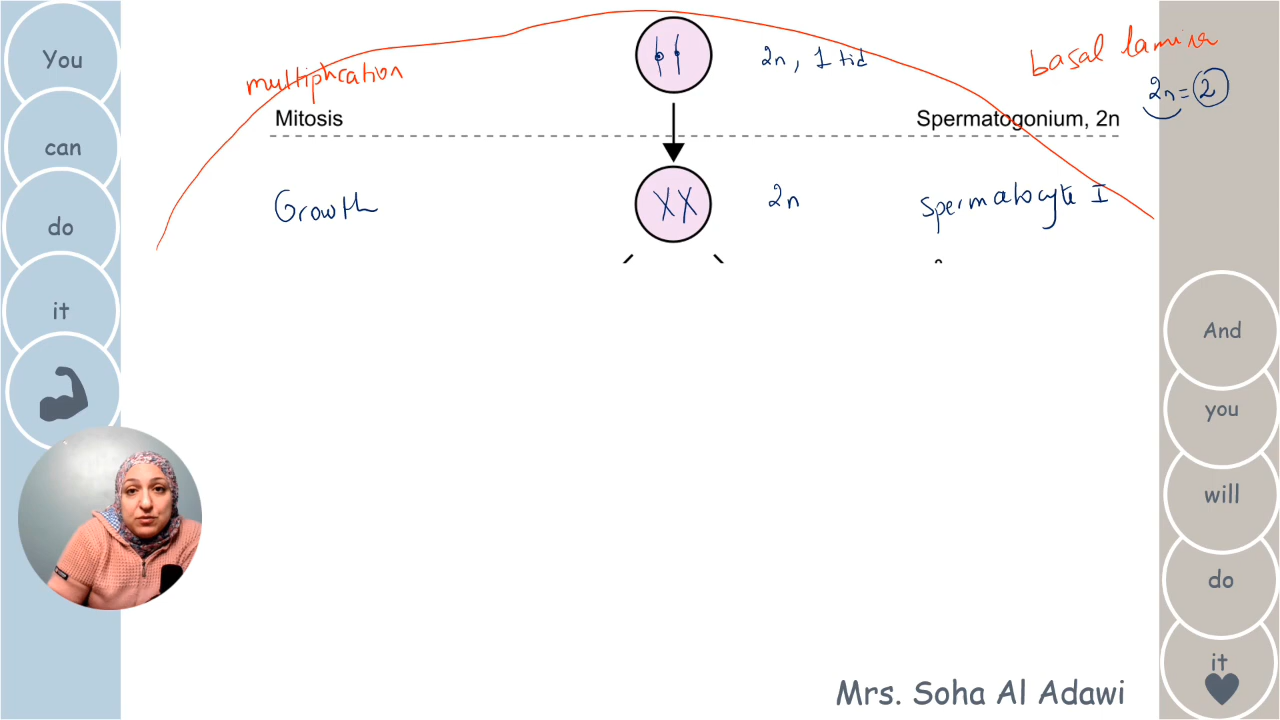 You
can
do
it
multiplication
2n, 1 tid
basal lamina
2n = 2
Mitosis
Spermatogonium, 2n
Growth
2n
Spermatocyte I
And
you
will
do
it
Mrs. Soha Al Adawi